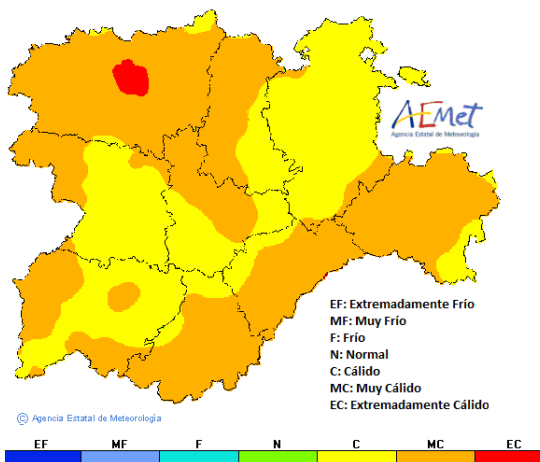 AEMet
Agencia Estatal de Meteorología
EF: Extremadamente Frío
MF: Muy Frío
F: Frío
N: Normal
C: Cálido
MC: Muy Cálido
EC: Extremadamente Cálido
© Agencia Estatal de Meteorología
EF MF F N C MC EC